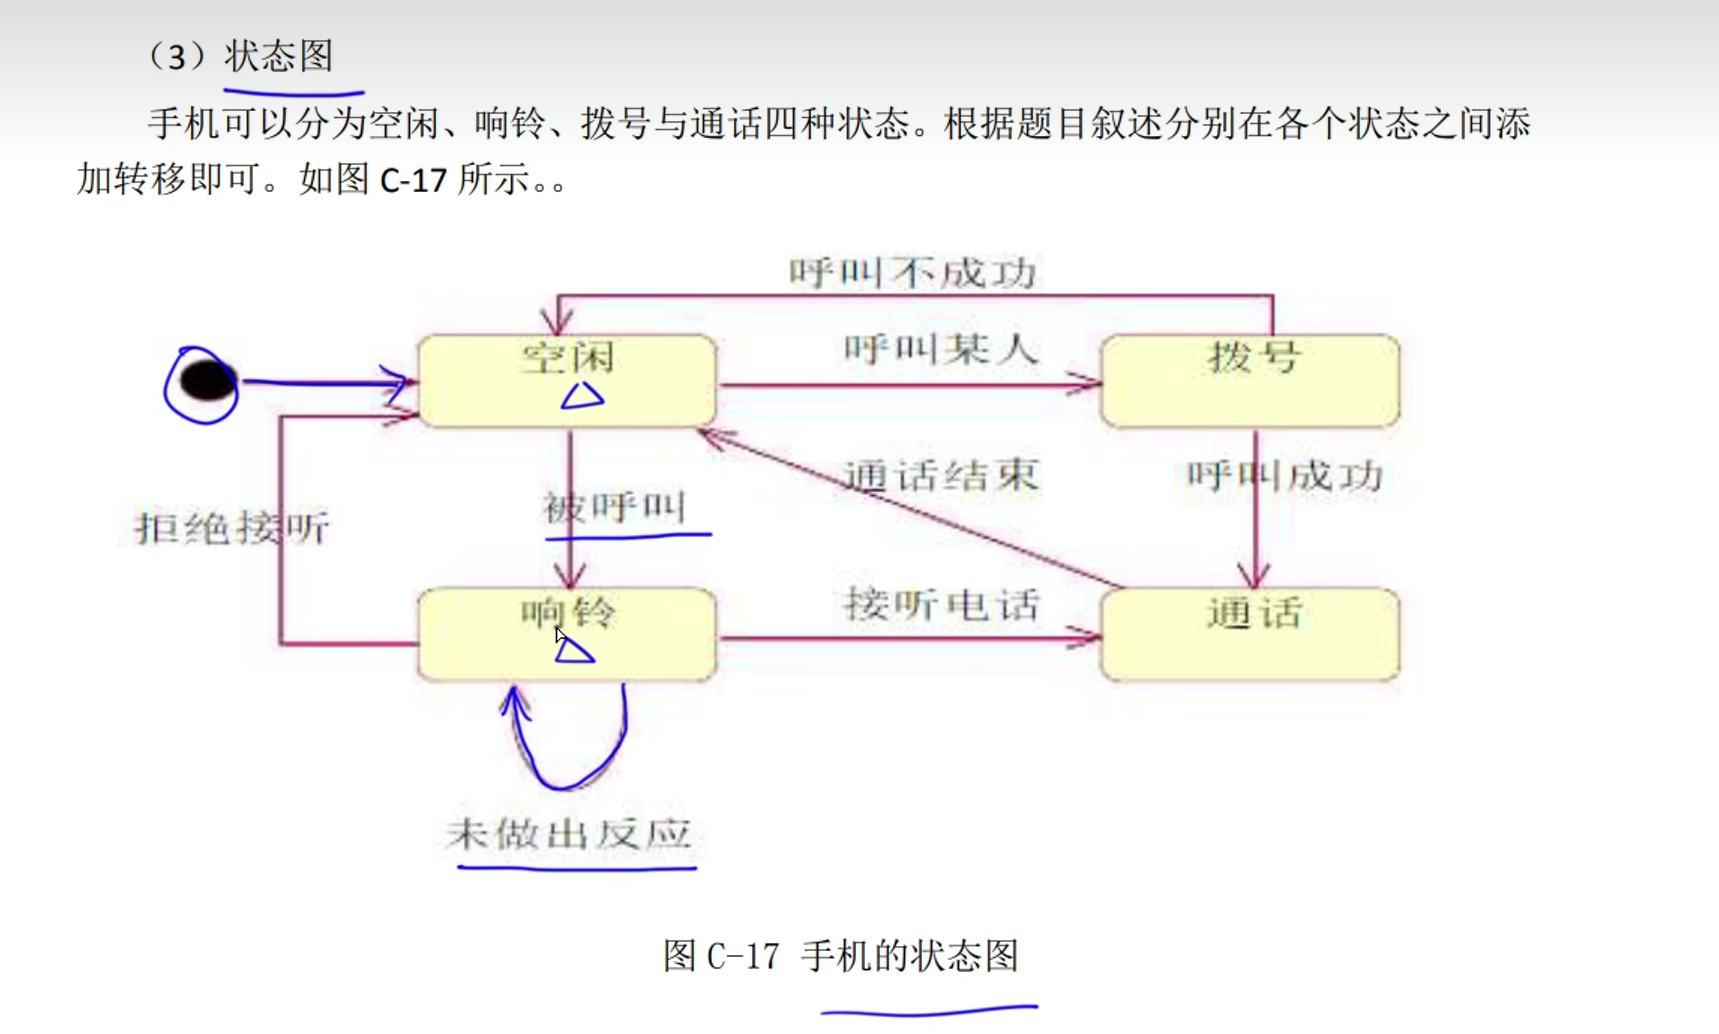 （3）状态图
手机可以分为空闲、响铃、拨号与通话四种状态。根据题目叙述分别在各个状态之间添
加转移即可。如图 C-17 所示。。
呼叫不成功
空闲
呼叫某人
拨号
通话结束
呼叫成功
被呼叫
拒绝接听
响铃
接听电话
通话
未做出反应
图 C-17 手机的状态图